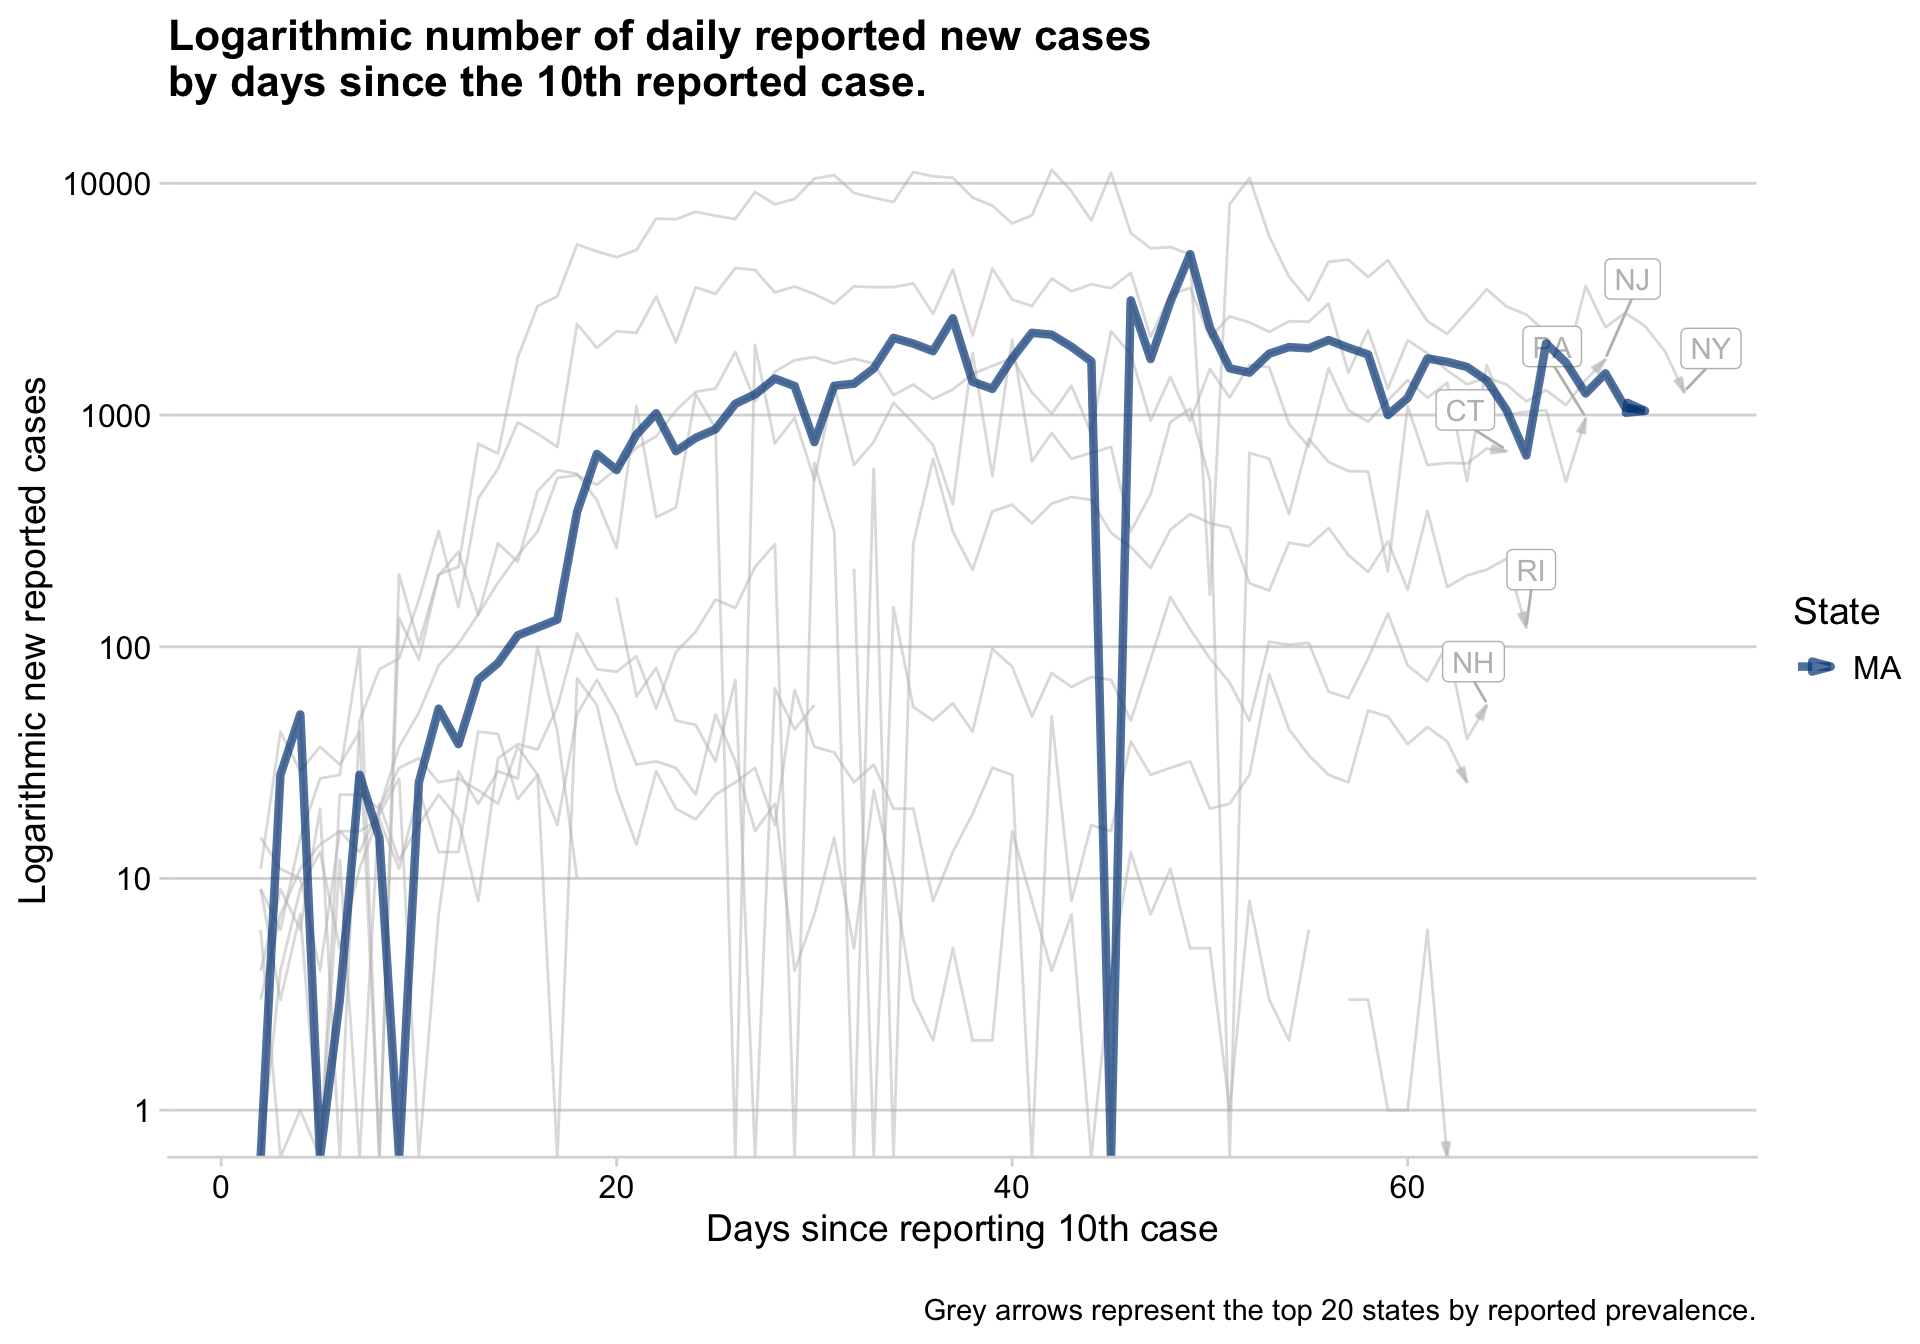 Logarithmic number of daily reported new cases
by days since the 10th reported case.
Logarithmic new reported cases
10000
1000
100
10
1
NJ
PA
NY
CT
RI
NH
State
MA
0
20
40
60
Days since reporting 10th case
Grey arrows represent the top 20 states by reported prevalence.